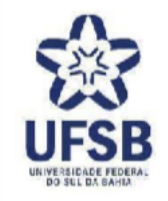 UFSB
UNIVERSIDADE FEDERAL
DO SUL DA BAHIA